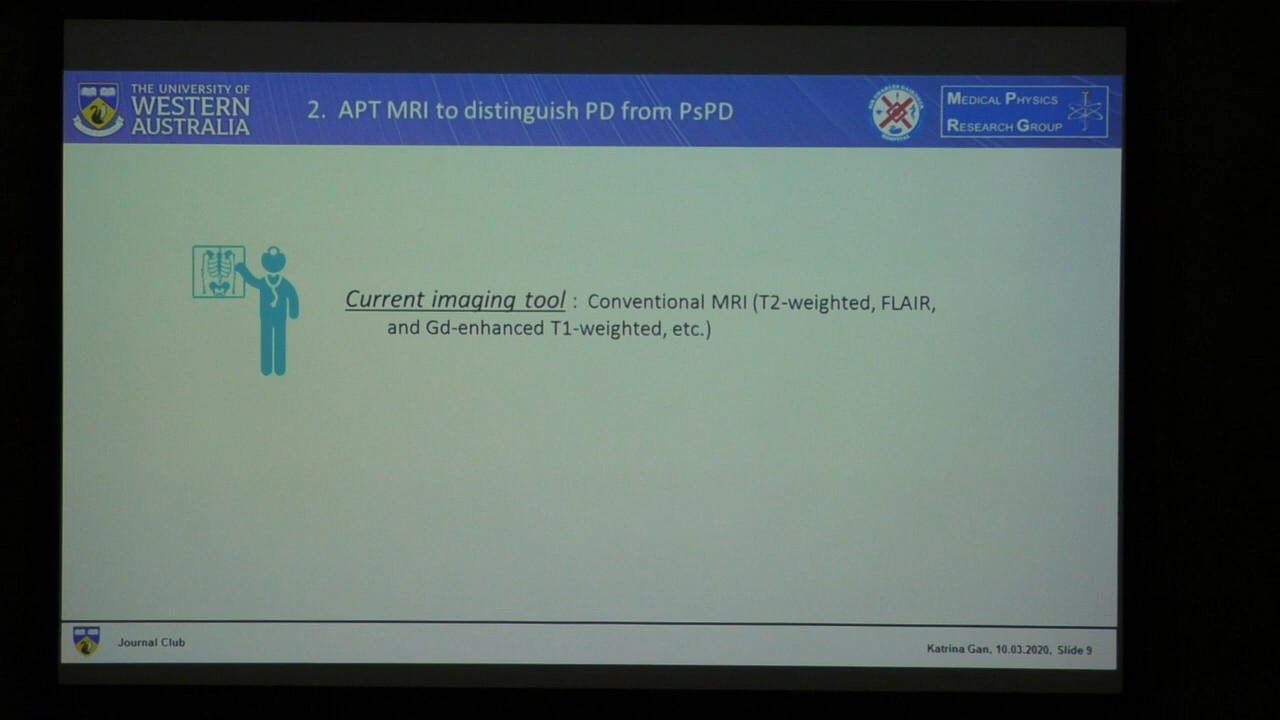 THE UNIVERSITY OF
WESTERN
AUSTRALIA
2. APT MRI to distinguish PD from PsPD
MEDICAL PHYSICS
RESEARCH GROUP
Current imaging tool : Conventional MRI (T2-weighted, FLAIR,
and Gd-enhanced T1-weighted, etc.)
Journal Club
Katrina Gan, 10.03.2020, Slide 9